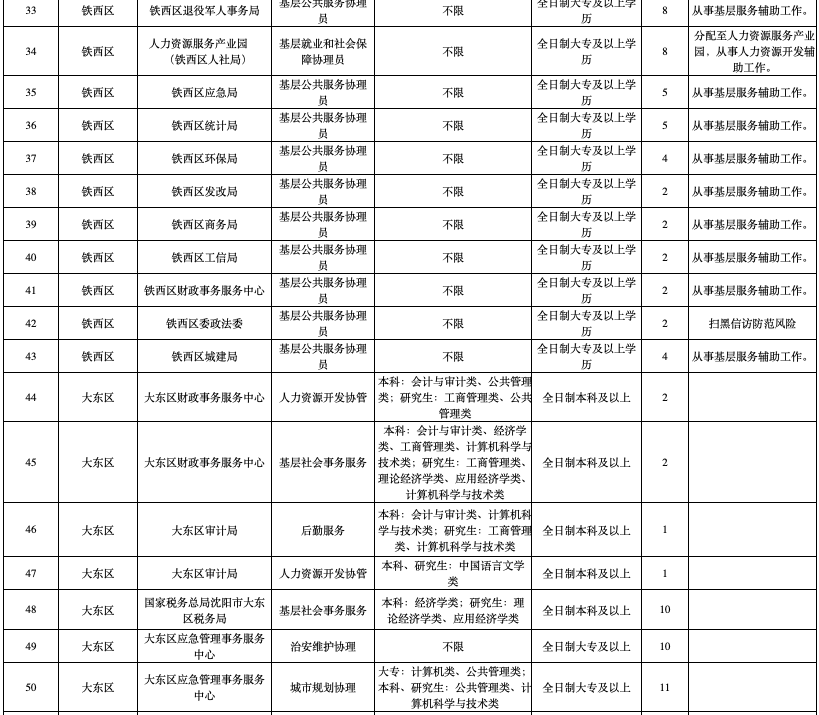 33 铁西区 铁西区退役军人事务局 基层公共服务协理员 不限 全日制大专及以上学历 8 从事基层服务辅助工作。
34 铁西区 人力资源服务产业园（铁西区人社局） 基层就业和社会保障协理员 不限 全日制大专及以上学历 8 分配至人力资源服务产业园，从事人力资源开发辅助工作。
35 铁西区 铁西区应急局 基层公共服务协理员 不限 全日制大专及以上学历 5 从事基层服务辅助工作。
36 铁西区 铁西区统计局 基层公共服务协理员 不限 全日制大专及以上学历 5 从事基层服务辅助工作。
37 铁西区 铁西区环保局 基层公共服务协理员 不限 全日制大专及以上学历 4 从事基层服务辅助工作。
38 铁西区 铁西区发改局 基层公共服务协理员 不限 全日制大专及以上学历 2 从事基层服务辅助工作。
39 铁西区 铁西区商务局 基层公共服务协理员 不限 全日制大专及以上学历 2 从事基层服务辅助工作。
40 铁西区 铁西区工信局 基层公共服务协理员 不限 全日制大专及以上学历 2 从事基层服务辅助工作。
41 铁西区 铁西区财政事务服务中心 基层公共服务协理员 不限 全日制大专及以上学历 2 从事基层服务辅助工作。
42 铁西区 铁西区委政法委 基层公共服务协理员 不限 全日制大专及以上学历 2 扫黑信访防范风险
43 铁西区 铁西区城建局 基层公共服务协理员 不限 全日制大专及以上学历 4 从事基层服务辅助工作。
44 大东区 大东区财政事务服务中心 人力资源开发协管 本科：会计与审计类、公共管理类；研究生：工商管理类、公共管理类 全日制本科及以上 2
45 大东区 大东区财政事务服务中心 基层社会事务服务 本科：会计与审计类、经济学类、工商管理类、计算机科学与技术类；研究生：工商管理类、理论经济学类、应用经济学类、计算机科学与技术类 全日制本科及以上 2
46 大东区 大东区审计局 后勤服务 本科：会计与审计类、计算机科学与技术类；研究生：工商管理类、计算机科学与技术类 全日制本科及以上 1
47 大东区 大东区审计局 人力资源开发协管 本科、研究生：中国语言文学类 全日制本科及以上 1
48 大东区 国家税务总局沈阳市大东区税务局 基层社会事务服务 本科：经济学类；研究生：理论经济学类、应用经济学类 全日制本科及以上 10
49 大东区 大东区应急管理事务服务中心 治安维护协理 不限 全日制大专及以上 10
50 大东区 大东区应急管理事务服务中心 城市规划协理 大专：计算机类、公共管理类；本科、研究生：公共管理类、计算机科学与技术类 全日制大专及以上 11